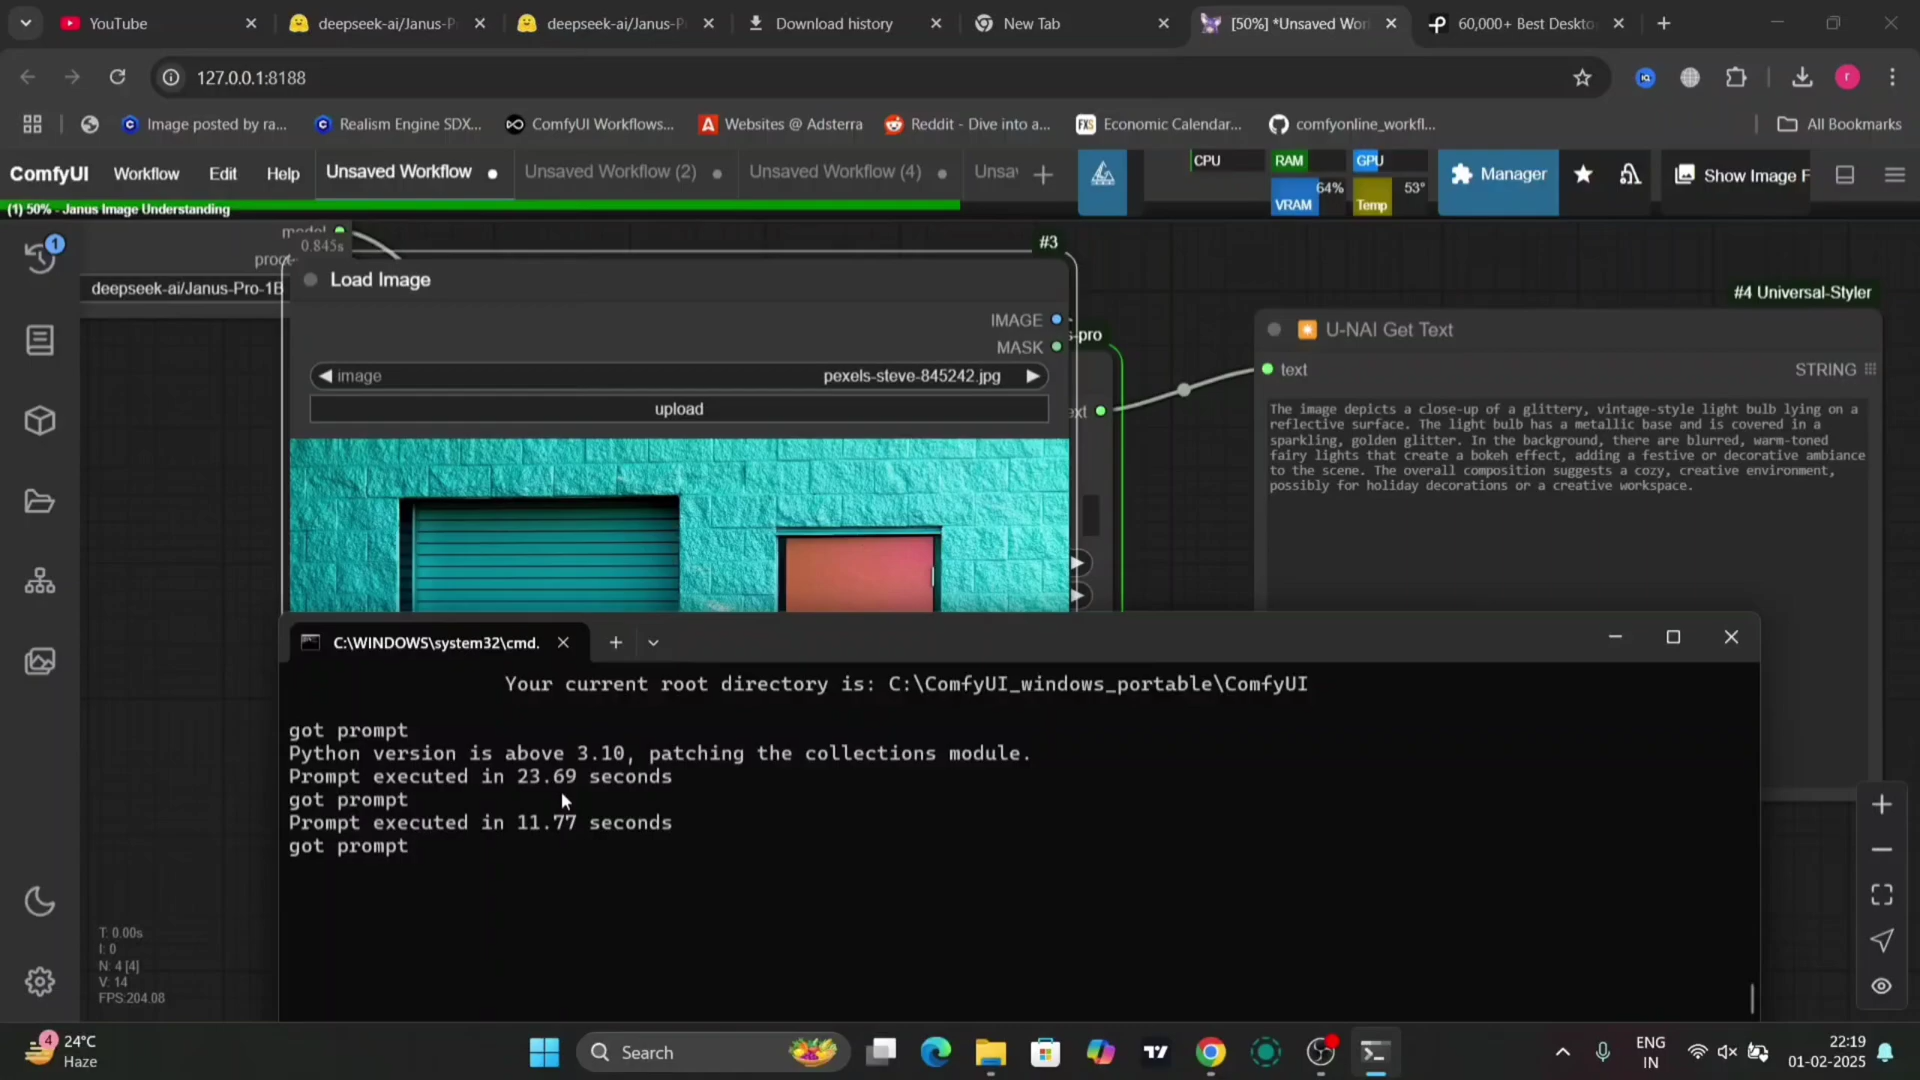 YouTube
deepseek-ai/Janus-P
deepseek-ai/Janus-P
Download history
New Tab
[50%] *Unsaved Wor
60,000+ Best Deskto
127.0.0.1:8188
Image posted by ra...
Realism Engine SDX...
ComfyUI Workflows...
Websites @ Adsterra
Reddit - Dive into a...
Economic Calendar...
comfyonline_workfl...
All Bookmarks
ComfyUI
Workflow
Edit
Help
Unsaved Workflow
Unsaved Workflow (2)
Unsaved Workflow (4)
Unsa
CPU
RAM
GPU
VRAM
64%
Temp
53°
Manager
Show Image F
(1) 50% - Janus Image Understanding
model
0.845s
proc
deepseek-ai/Janus-Pro-1B
#3
Load Image
IMAGE
MASK
image
pexels-steve-845242.jpg
upload
s-pro
ext
#4 Universal-Styler
U-NAI Get Text
text
STRING
The image depicts a close-up of a glittery, vintage-style light bulb lying on a
reflective surface. The light bulb has a metallic base and is covered in a
sparkling, golden glitter. In the background, there are blurred, warm-toned
fairy lights that create a bokeh effect, adding a festive or decorative ambiance
to the scene. The overall composition suggests a cozy, creative environment,
possibly for holiday decorations or a creative workspace.
C:\WINDOWS\system32\cmd.
Your current root directory is: C:\ComfyUI_windows_portable\ComfyUI
got prompt
Python version is above 3.10, patching the collections module.
Prompt executed in 23.69 seconds
got prompt
Prompt executed in 11.77 seconds
got prompt
T: 0.00s
I: 0
N: 4 [4]
V: 14
FPS:204.08
24°C
Haze
Search
ENG
IN
22:19
01-02-2025